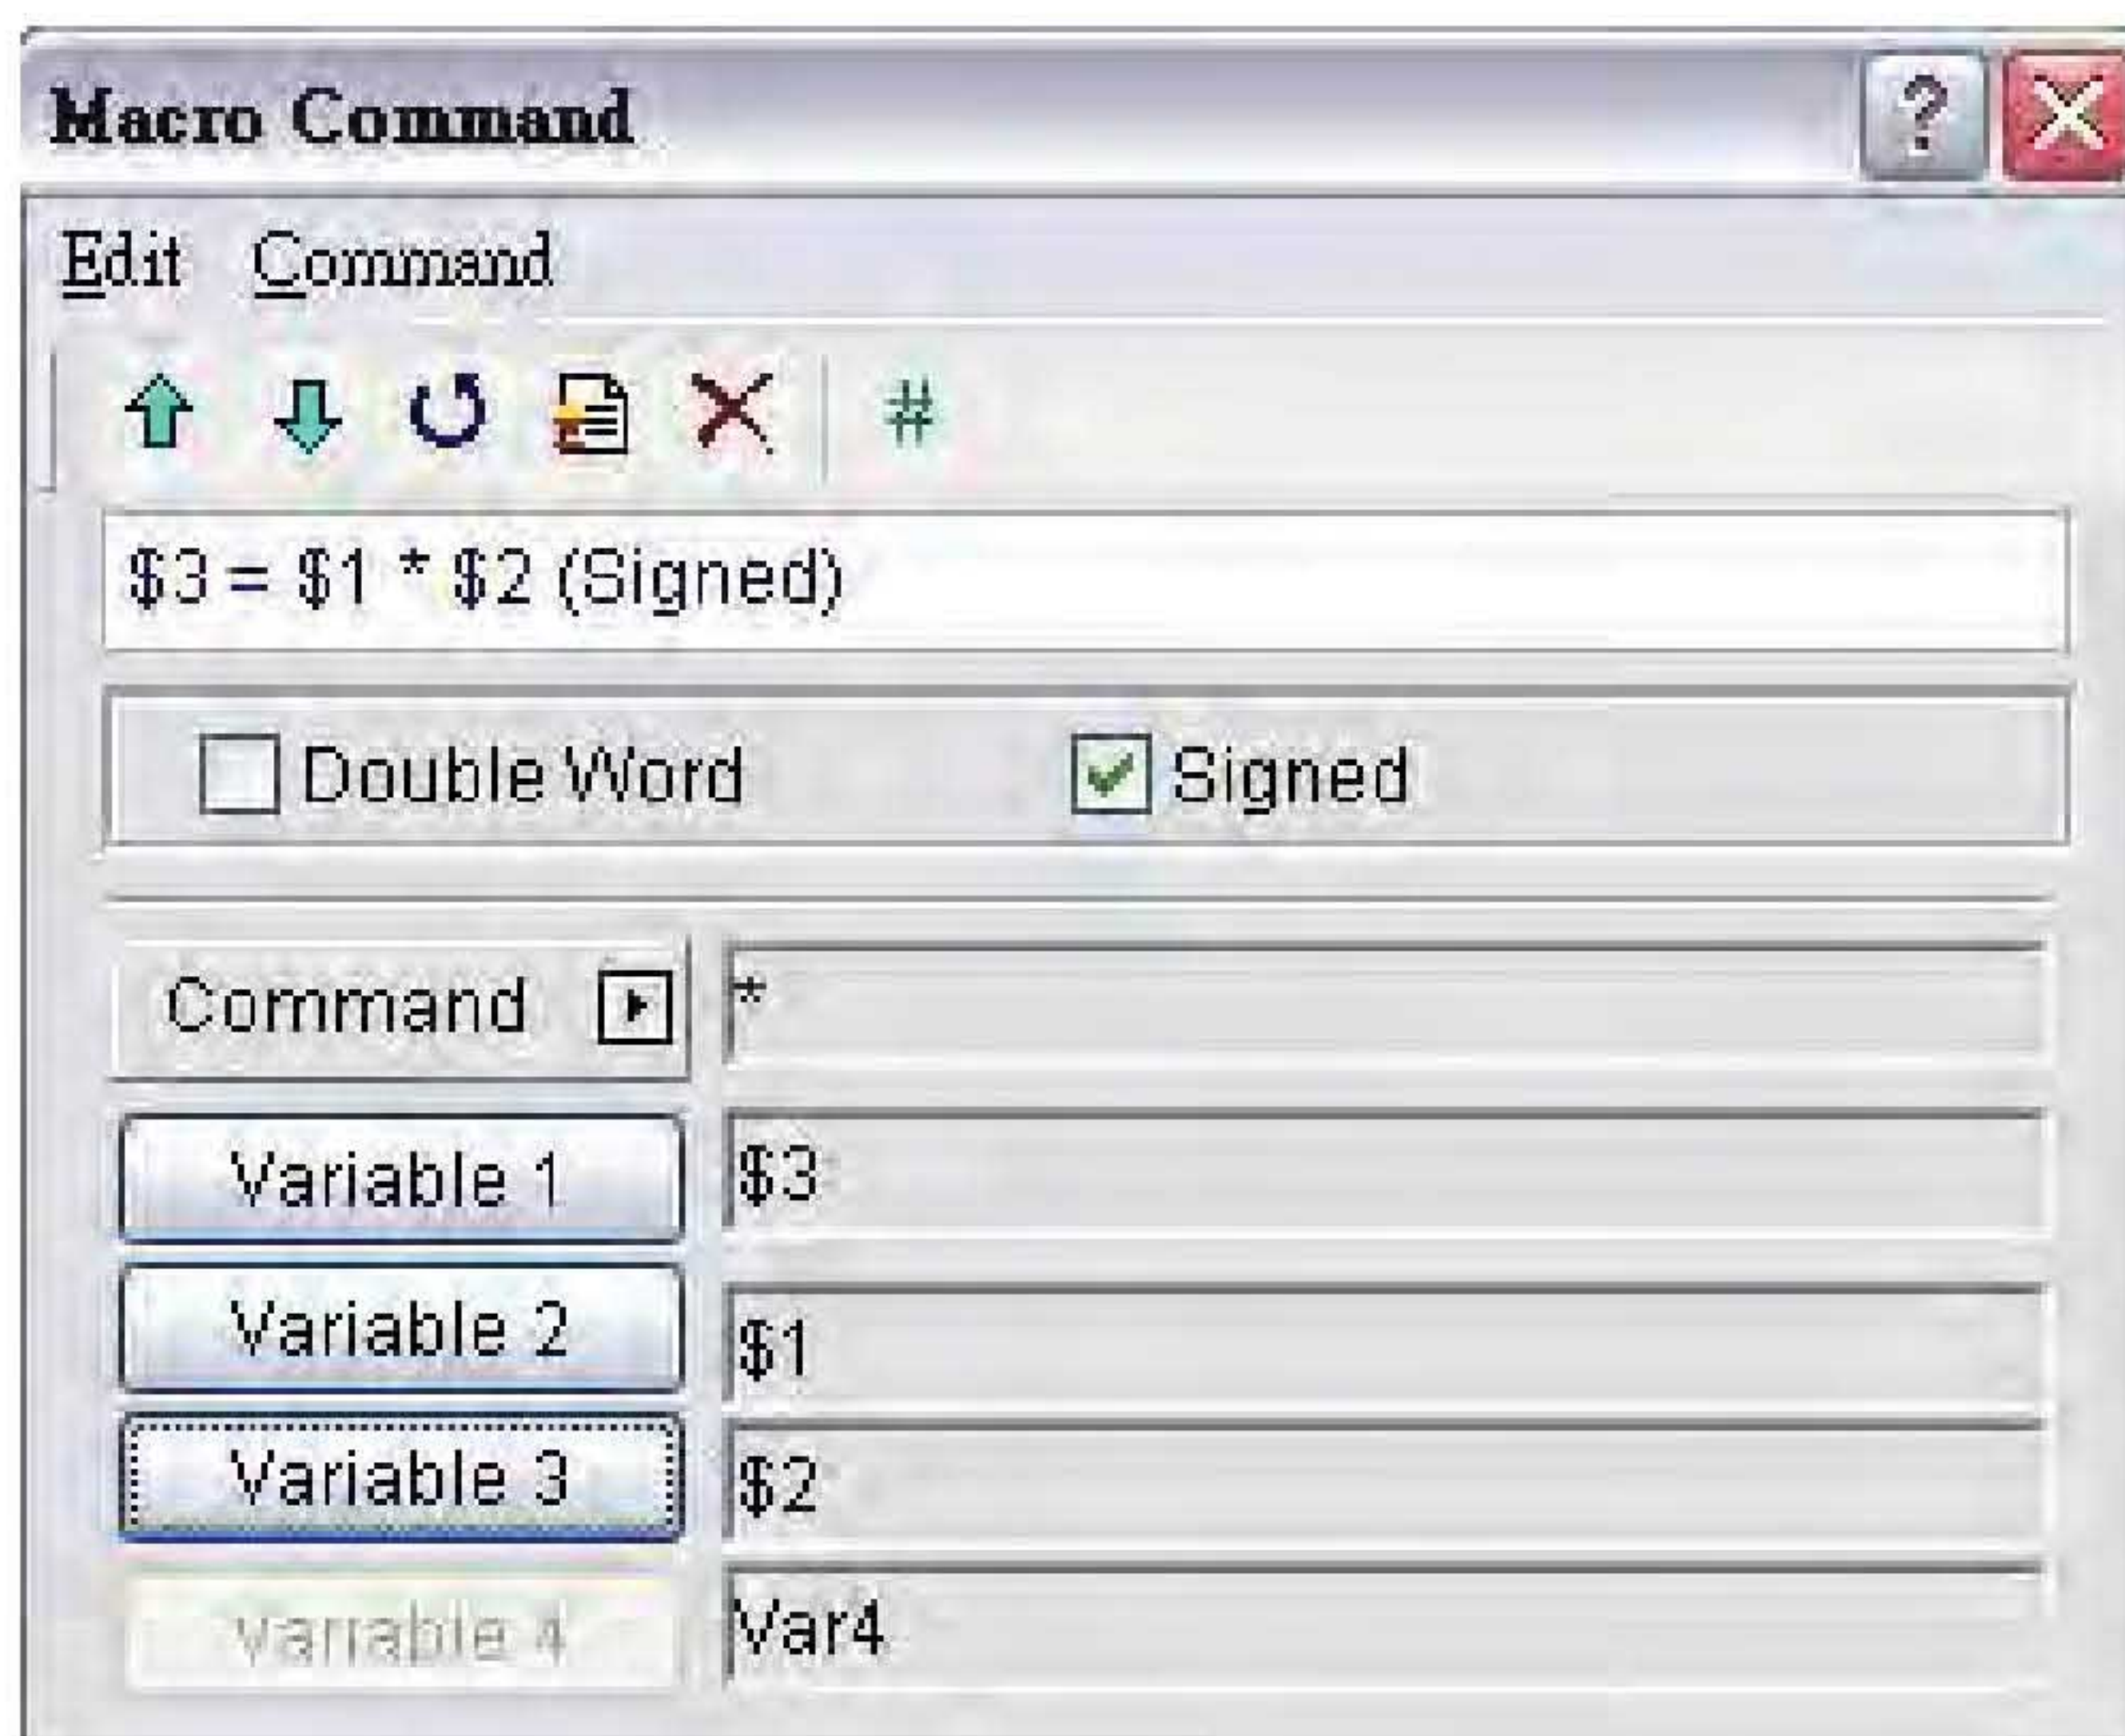 Macro Command ?
Edit Command
#
$3 = $1 * $2 (Signed)
Double Word Signed
Command *
Variable 1 $3
Variable 2 $1
Variable 3 $2
Variable 4 Var4